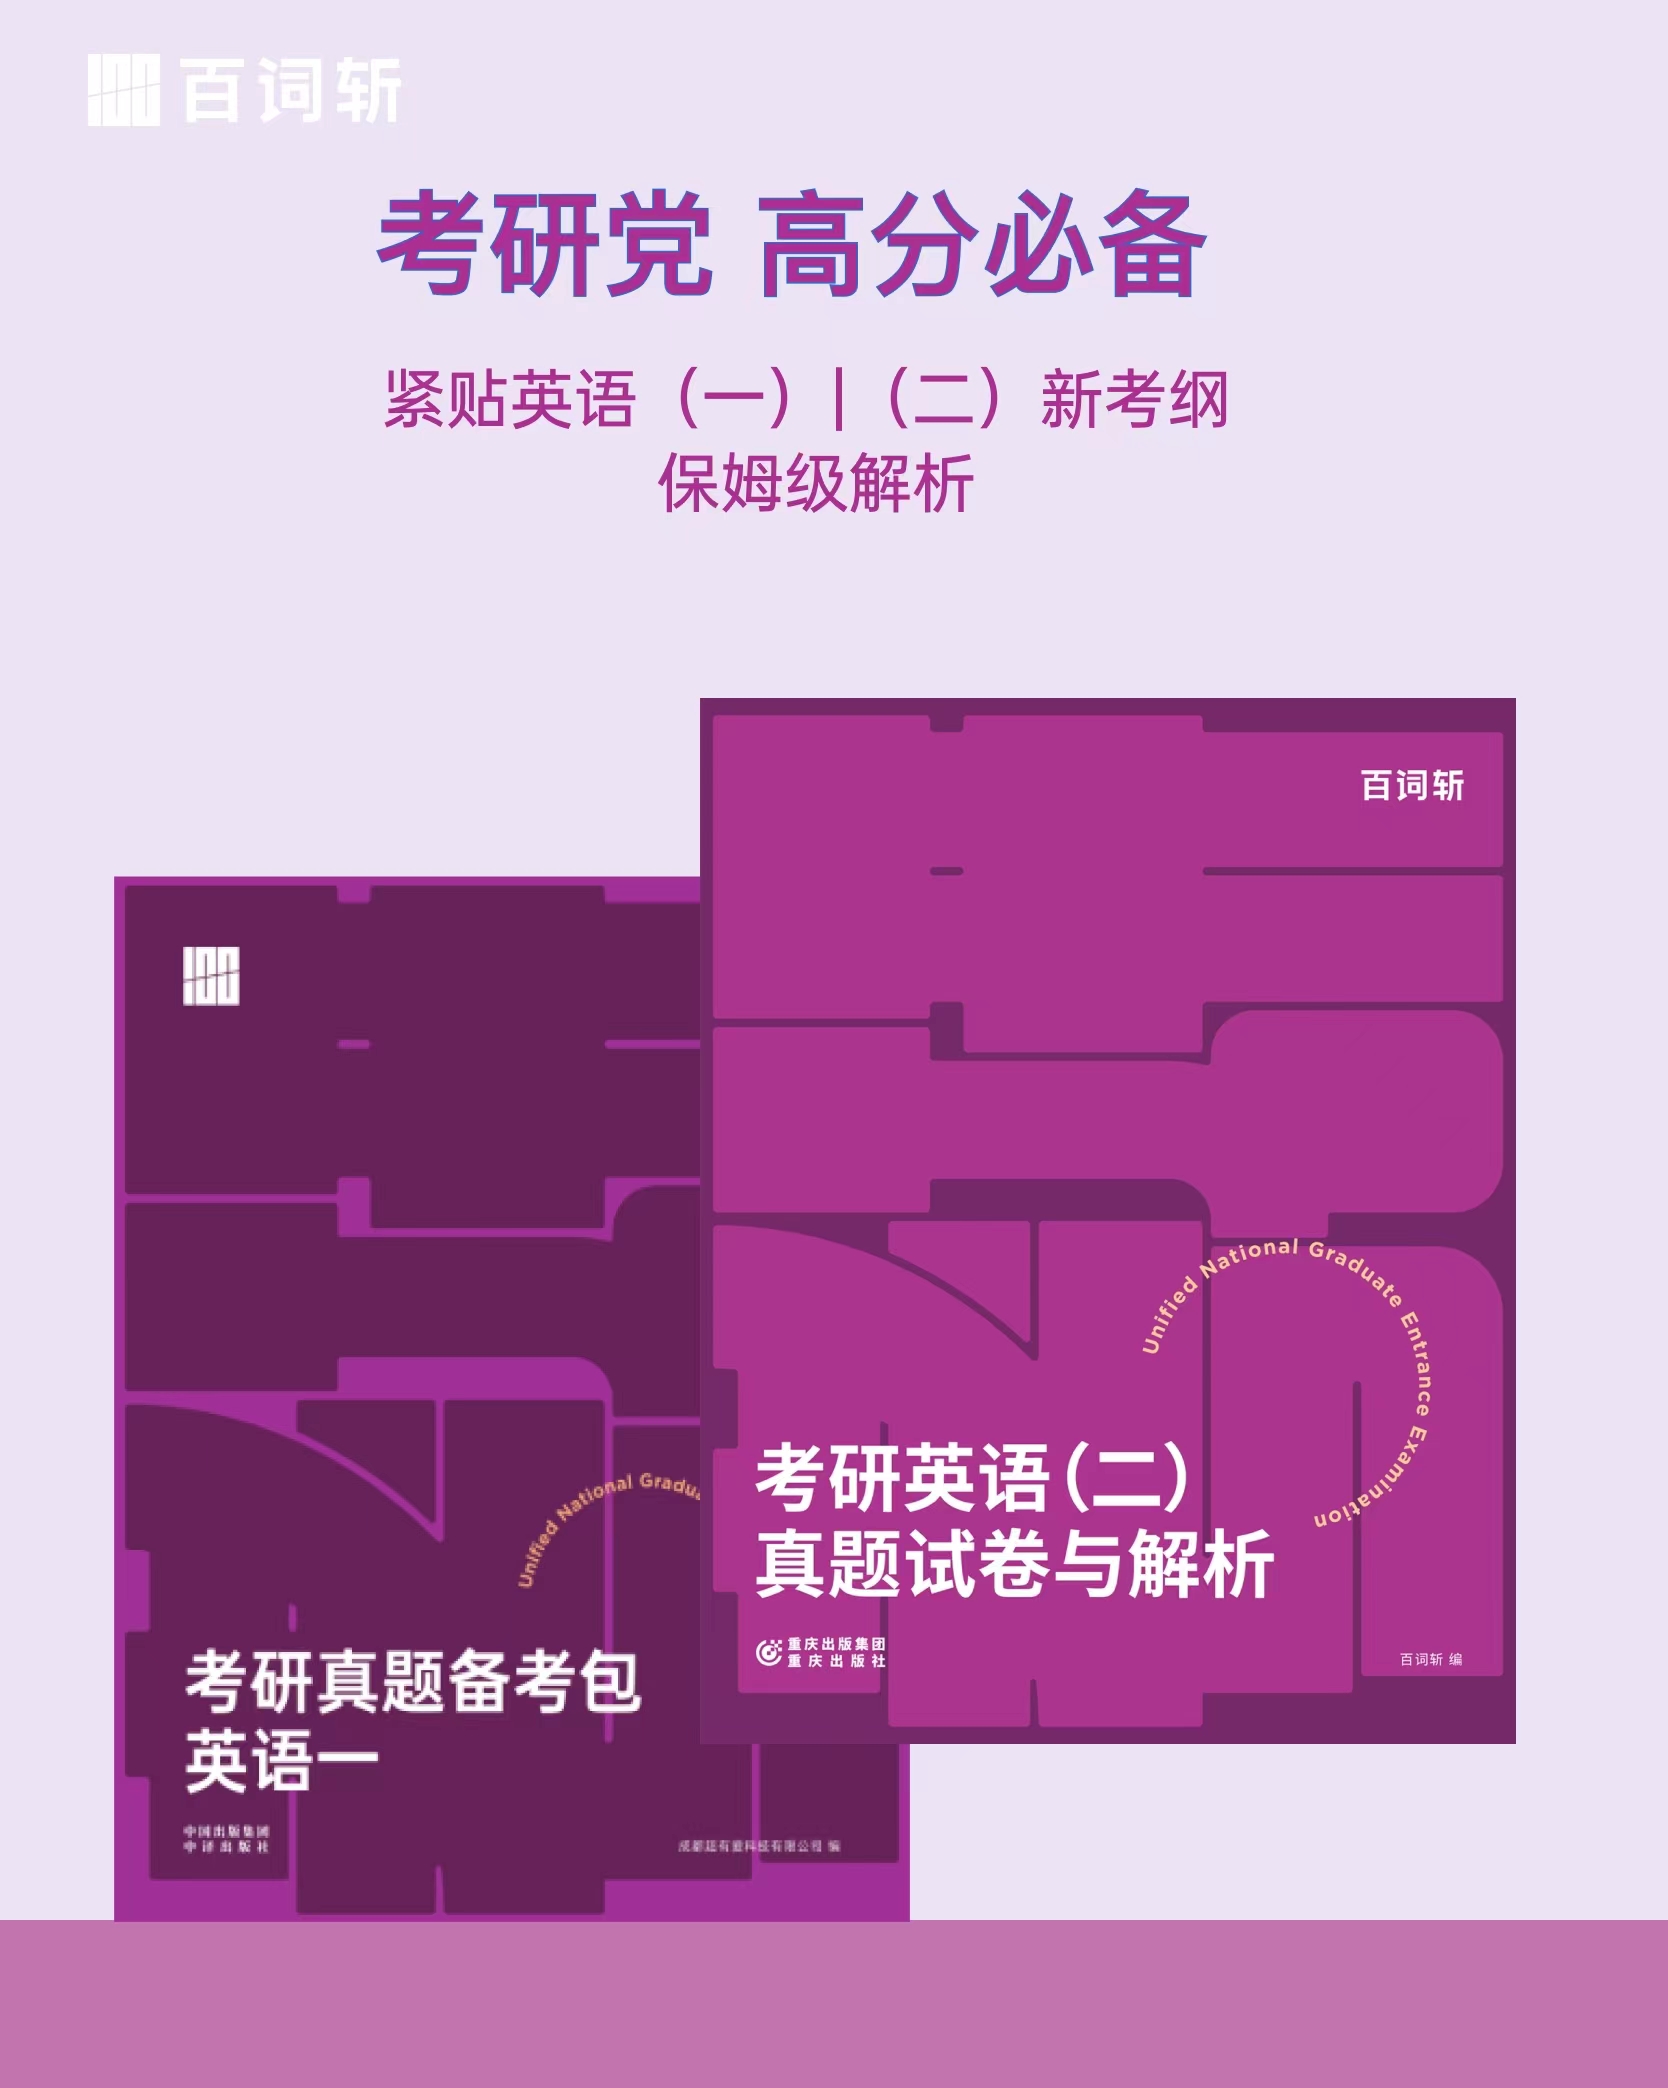 百词斩
考研党 高分必备
紧贴英语（一）|（二）新考纲
保姆级解析
百词斩
Unified National Graduate Entrance Examination
考研英语（二）
真题试卷与解析
重庆出版集团
重庆出版社
百词斩 编
Unified National Gradua
考研真题备考包
英语一
中国出版集团
中译出版社
成都超有爱科技有限公司 编